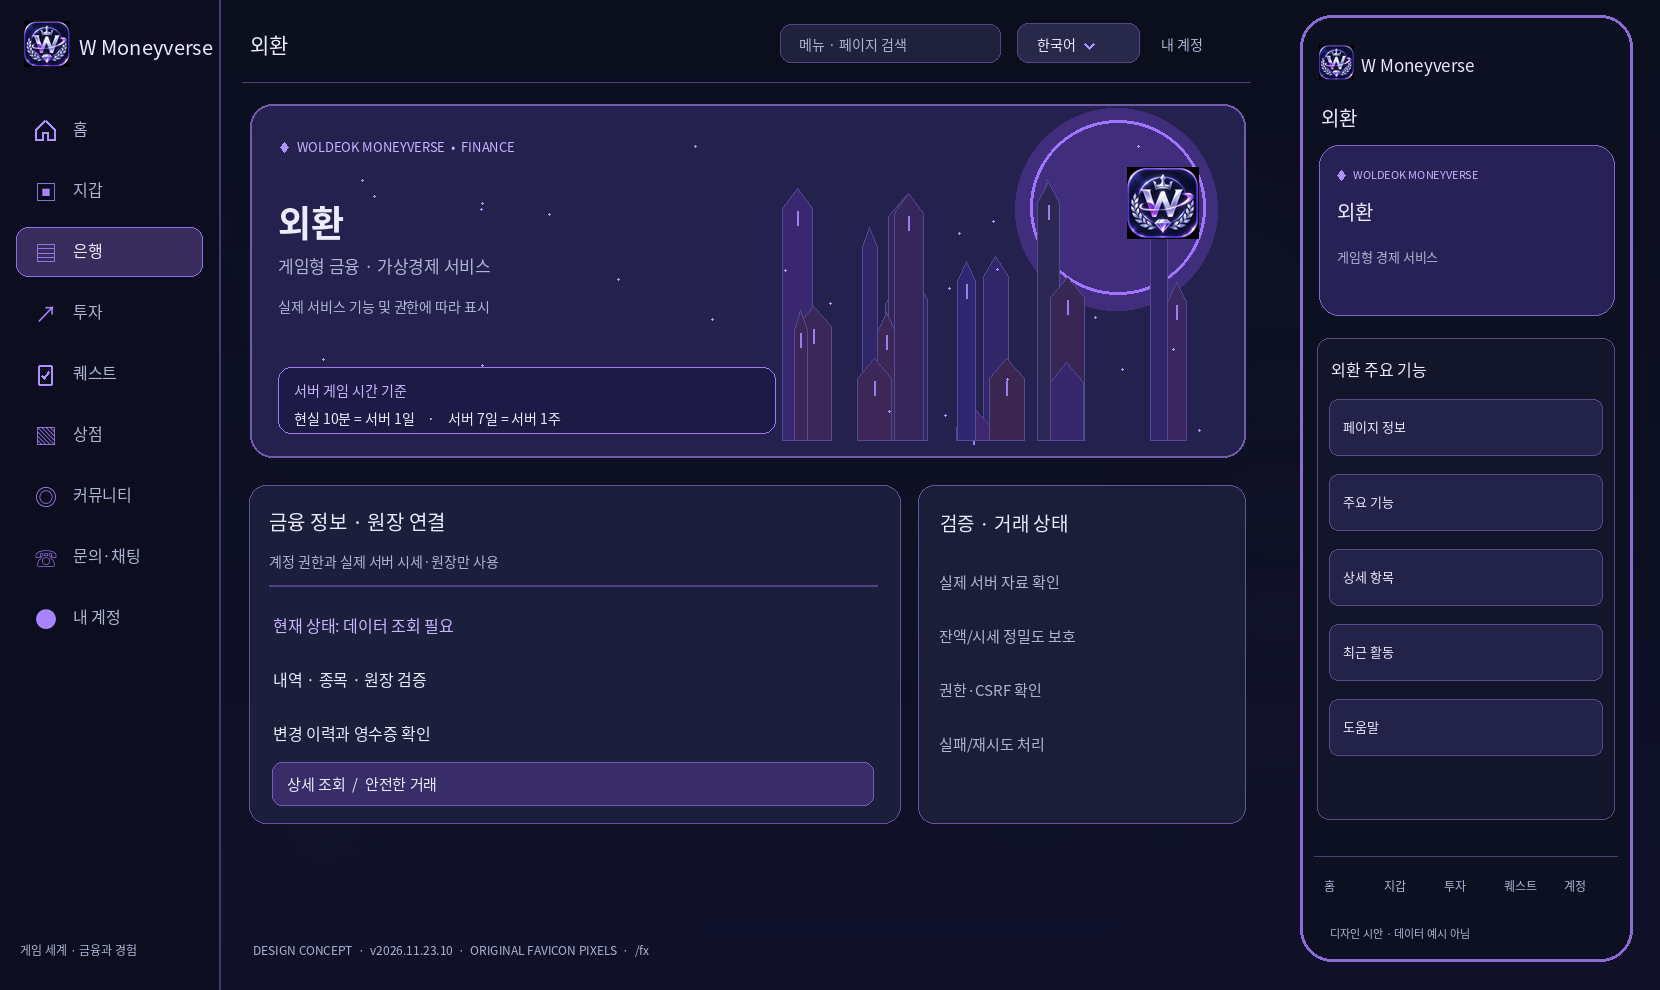 W Moneyverse
홈
지갑
은행
투자
퀘스트
상점
커뮤니티
문의·채팅
내 계정
게임 세계 · 금융과 경험
외환
메뉴 · 페이지 검색
한국어
내 계정
WOLDEOK MONEYVERSE • FINANCE
외환
게임형 금융 · 가상경제 서비스
실제 서비스 기능 및 권한에 따라 표시
서버 게임 시간 기준
현실 10분 = 서버 1일 · 서버 7일 = 서버 1주
W
금융 정보 · 원장 연결
계정 권한과 실제 서버 시세·원장만 사용
현재 상태: 데이터 조회 필요
내역 · 종목 · 원장 검증
변경 이력과 영수증 확인
상세 조회 / 안전한 거래
검증 · 거래 상태
실제 서버 자료 확인
잔액/시세 정밀도 보호
권한·CSRF 확인
실패/재시도 처리
DESIGN CONCEPT · v2026.11.23.10 · ORIGINAL FAVICON PIXELS · /fx
W Moneyverse
외환
WOLDEOK MONEYVERSE
외환
게임형 경제 서비스
외환 주요 기능
페이지 정보
주요 기능
상세 항목
최근 활동
도움말
홈 지갑 투자 퀘스트 계정
디자인 시안 · 데이터 예시 아님